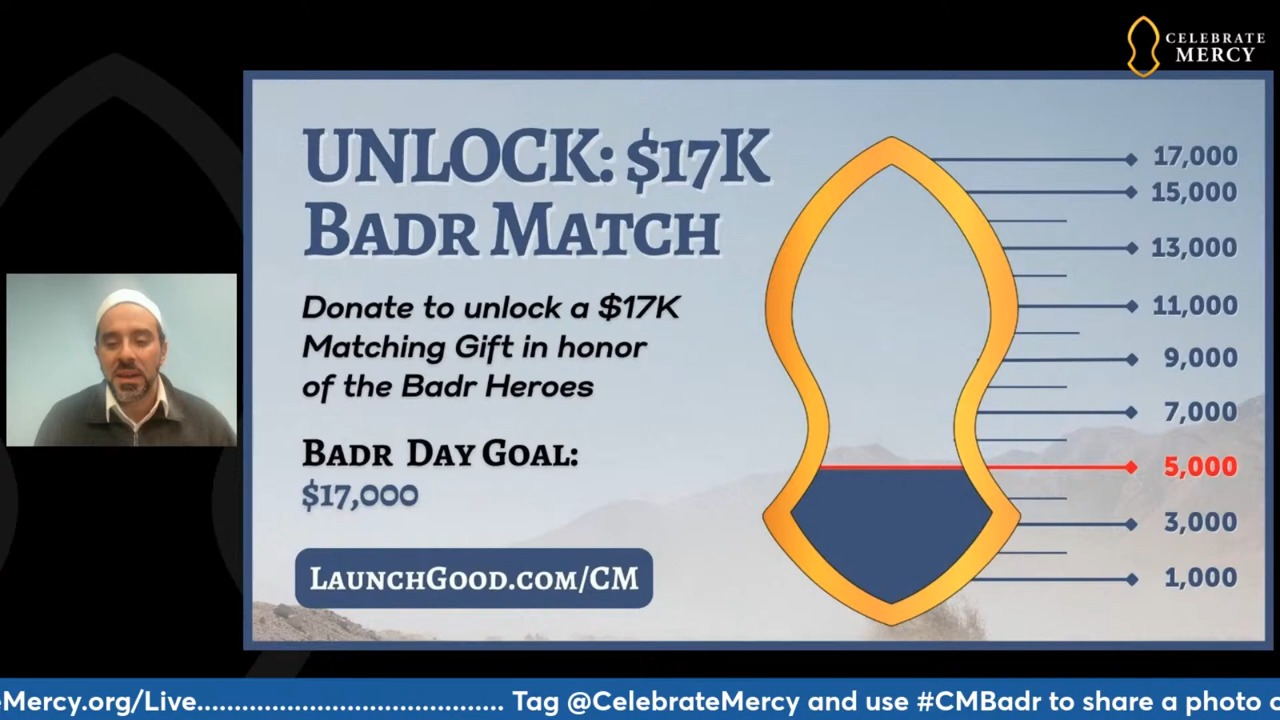 CELEBRATE
MERCY
UNLOCK: $17K
BADR MATCH
Donate to unlock a $17K
Matching Gift in honor
of the Badr Heroes
BADR DAY GOAL:
$17,000
LAUNCHGOOD.COM/CM
17,000
15,000
13,000
11,000
9,000
7,000
5,000
3,000
1,000
eMercy.org/Live............................................ Tag @CelebrateMercy and use #CMBadr to share a photo